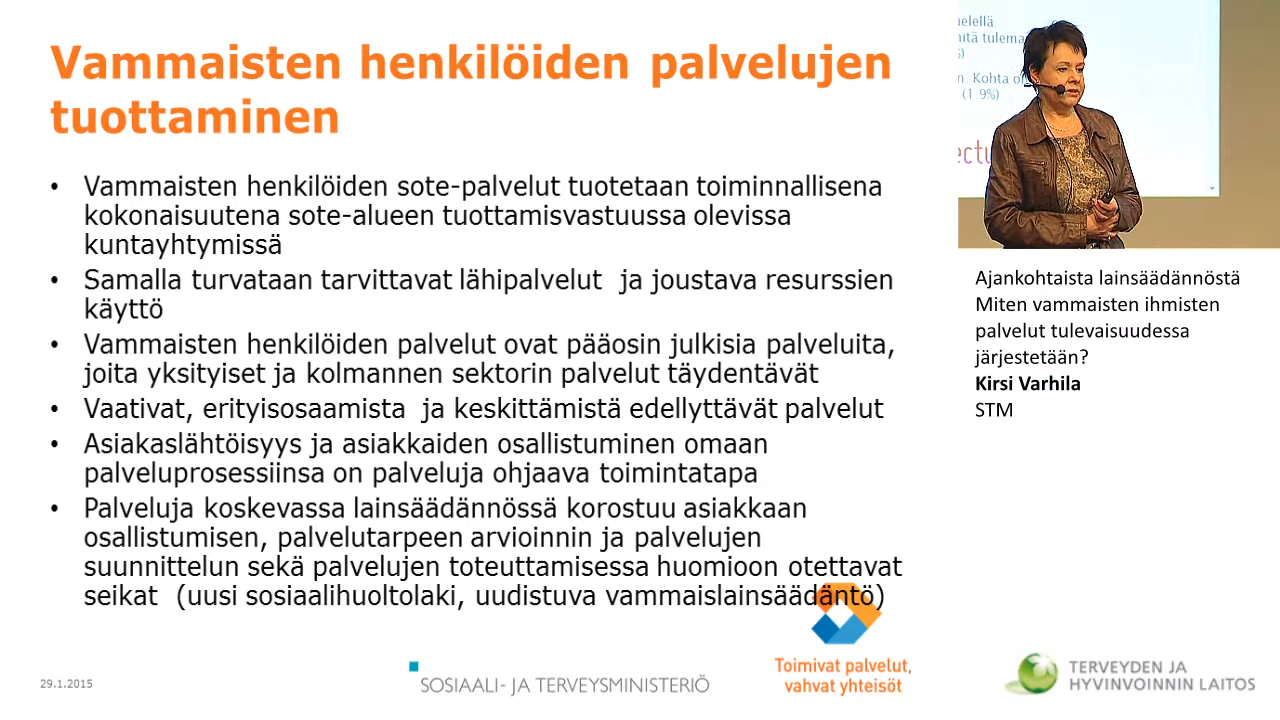 Vammaisten henkilöiden palvelujen
tuottaminen
• Vammaisten henkilöiden sote-palvelut tuotetaan toiminnallisena
kokonaisuutena sote-alueen tuottamisvastuussa olevissa
kuntayhtymissä
• Samalla turvataan tarvittavat lähipalvelut ja joustava resurssien
käyttö
• Vammaisten henkilöiden palvelut ovat pääosin julkisia palveluita,
joita yksityiset ja kolmannen sektorin palvelut täydentävät
• Vaativat, erityisosaamista ja keskittämistä edellyttävät palvelut
• Asiakaslähtöisyys ja asiakkaiden osallistuminen omaan
palveluprosessiinsa on palveluja ohjaava toimintatapa
• Palveluja koskevassa lainsäädännössä korostuu asiakkaan
osallistumisen, palvelutarpeen arvioinnin ja palvelujen
suunnittelun sekä palvelujen toteuttamisessa huomioon otettavat
seikat (uusi sosiaalihuoltolaki, uudistuva vammaislainsäädäntö)
29.1.2015
SOSIAALI- JA TERVEYSMINISTERIÖ
Toimivat palvelut,
vahvat yhteisöt
Kohta
(1.9%)
Ajankohtaista lainsäädännöstä
Miten vammaisten ihmisten
palvelut tulevaisuudessa
järjestetään?
Kirsi Varhila
STM
TERVEYDEN JA
HYVINVOINNIN LAITOS